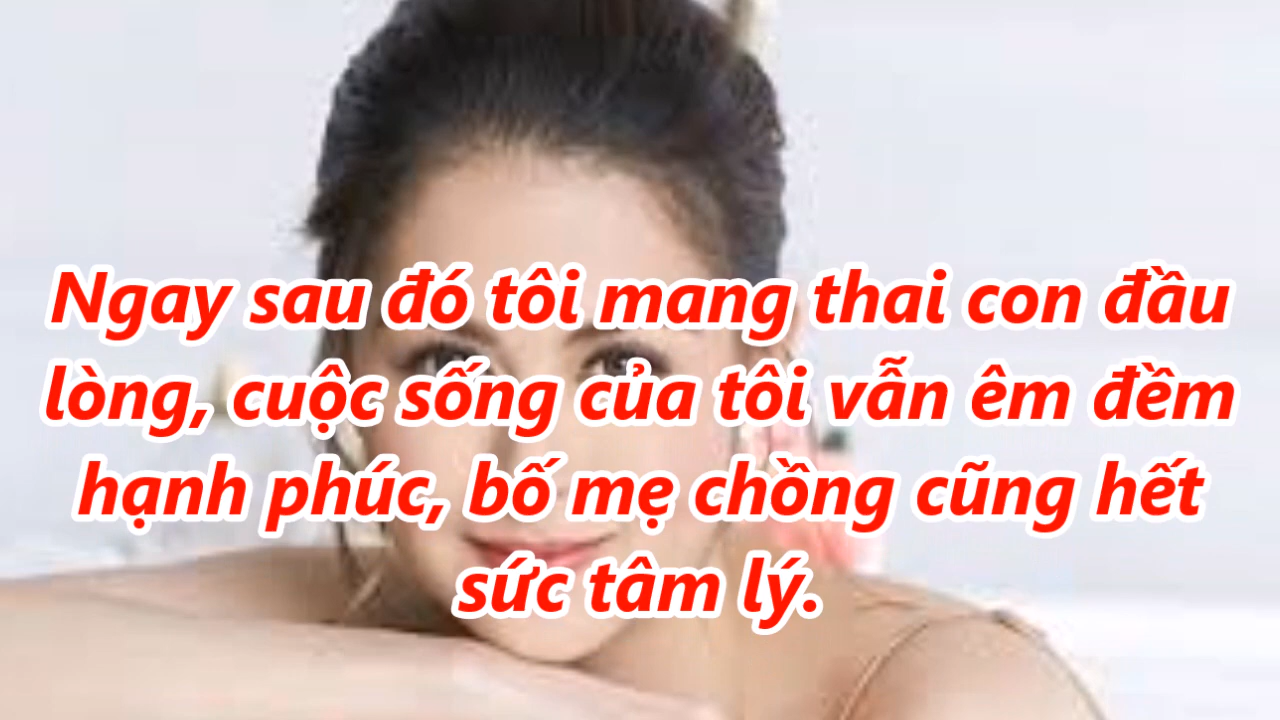 Ngay sau đó tôi mang thai con đầu
lòng, cuộc sống của tôi vẫn êm đềm
hạnh phúc, bố mẹ chồng cũng hết
sức tâm lý.